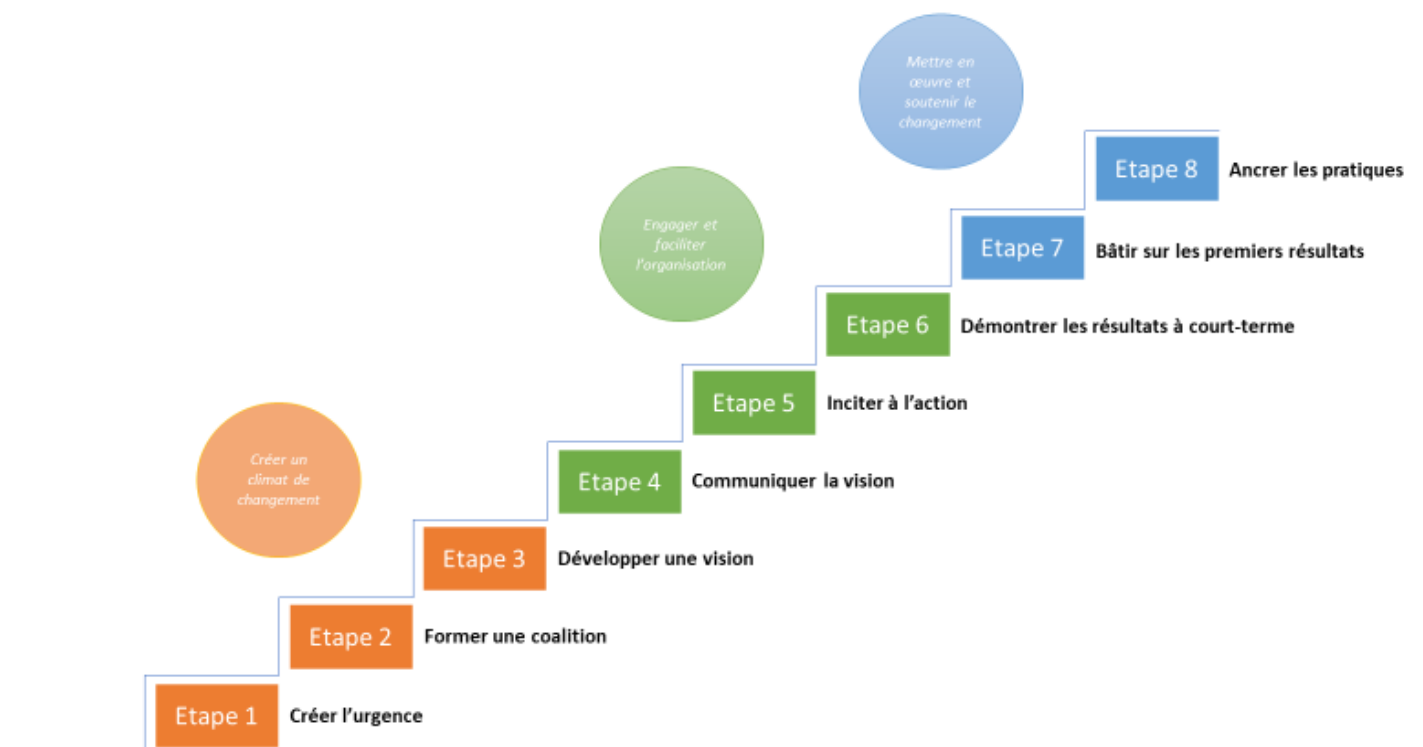 Mettre en
œuvre et
soutenir le
changement
Etape 8 Ancrer les pratiques
Engager et
faciliter
l'organisation
Etape 7 Bâtir sur les premiers résultats
Etape 6 Démontrer les résultats à court-terme
Etape 5 Inciter à l'action
Créer un
climat de
changement
Etape 4 Communiquer la vision
Etape 3 Développer une vision
Etape 2 Former une coalition
Etape 1 Créer l'urgence